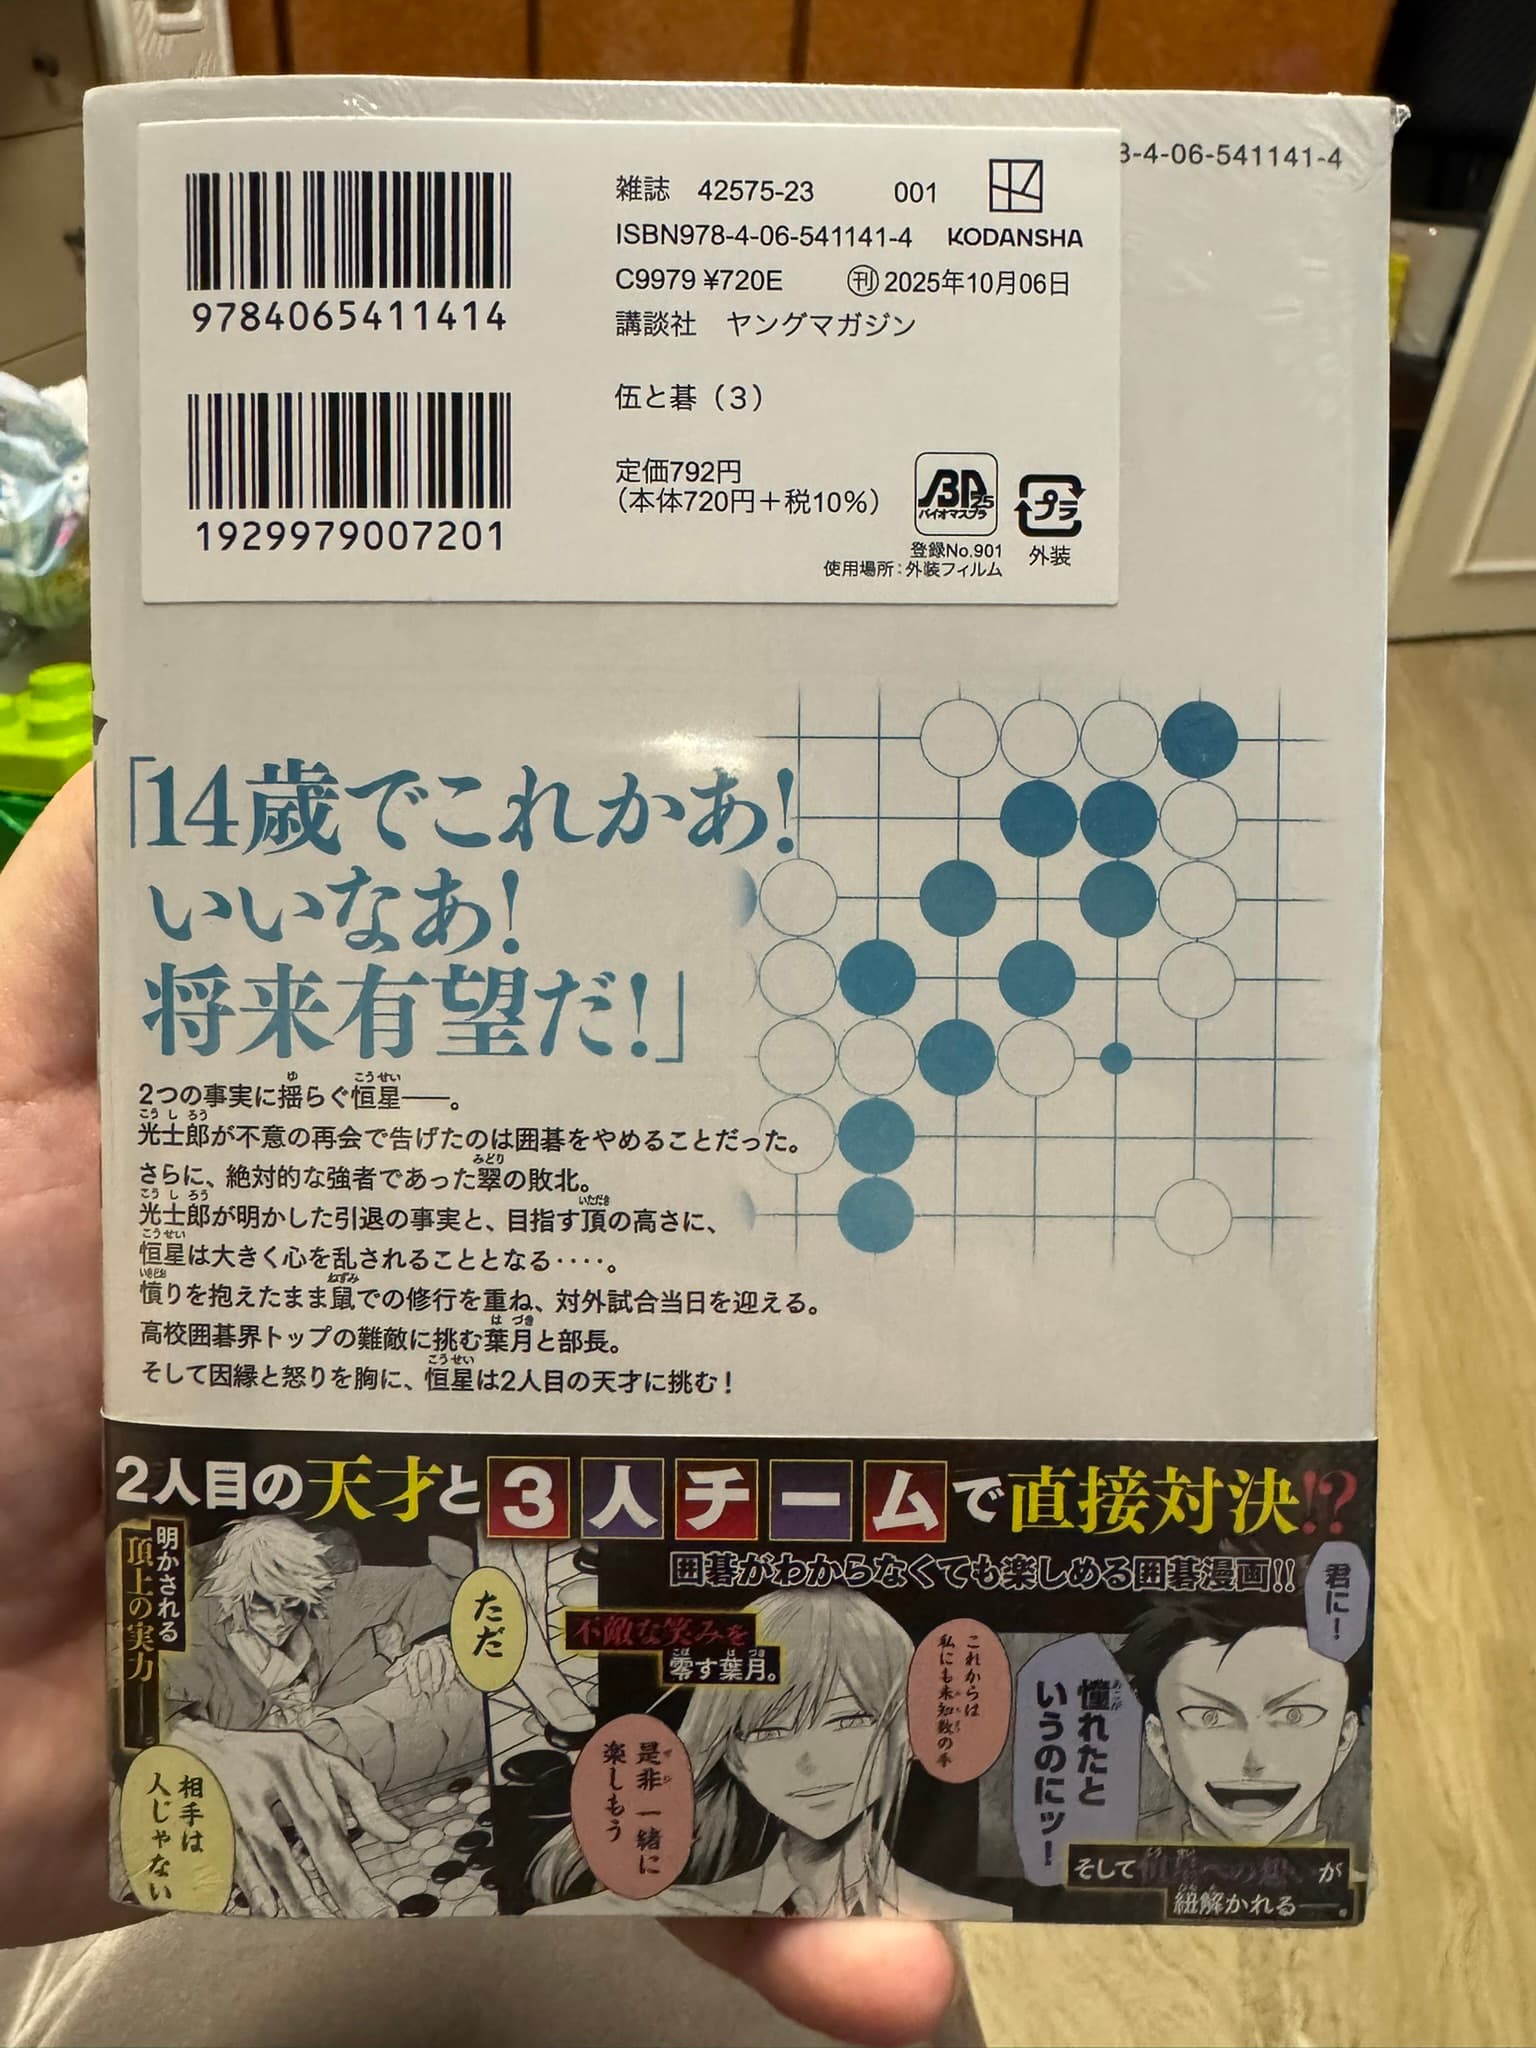 8-4-06-541141-4
雑誌 42575-23 001
ISBN978-4-06-541141-4 KODANSHA
C9979 ¥720E ㊞2025年10月06日
講談社 ヤングマガジン
9784065411414
伍と碁(3)
定価792円
(本体720円+税10%)
1929979007201
バイオマスプラ
25
プラ
登録No.901
外装
使用場所:外装フィルム
「14歳でこれかあ!
いいなあ!
将来有望だ!」
2つの事実に揺らぐ恒星──。
光士郎が不意の再会で告げたのは囲碁をやめることだった。
さらに、絶対的な強者であった翠の敗北。
光士郎が明かした引退の事実と、目指す頂の高さに、
恒星は大きく心を乱されることとなる‥‥。
憤りを抱えたまま鼠での修行を重ね、対外試合当日を迎える。
高校囲碁界トップの難敵に挑む葉月と部長。
そして因縁と怒りを胸に、恒星は2人目の天才に挑む!
2人目の天才と3人チームで直接対決!?
囲碁がわからなくても楽しめる囲碁漫画!!
明かされる
頂上の実力──
ただ
相手は
人じゃない
不敵な笑みを
零す葉月。
これからは
私にも未知数の手
是非 一緒に
楽しもう
君に!
憧れたと
いうのにッー!
そして恒星への想いが
紐解かれる──。